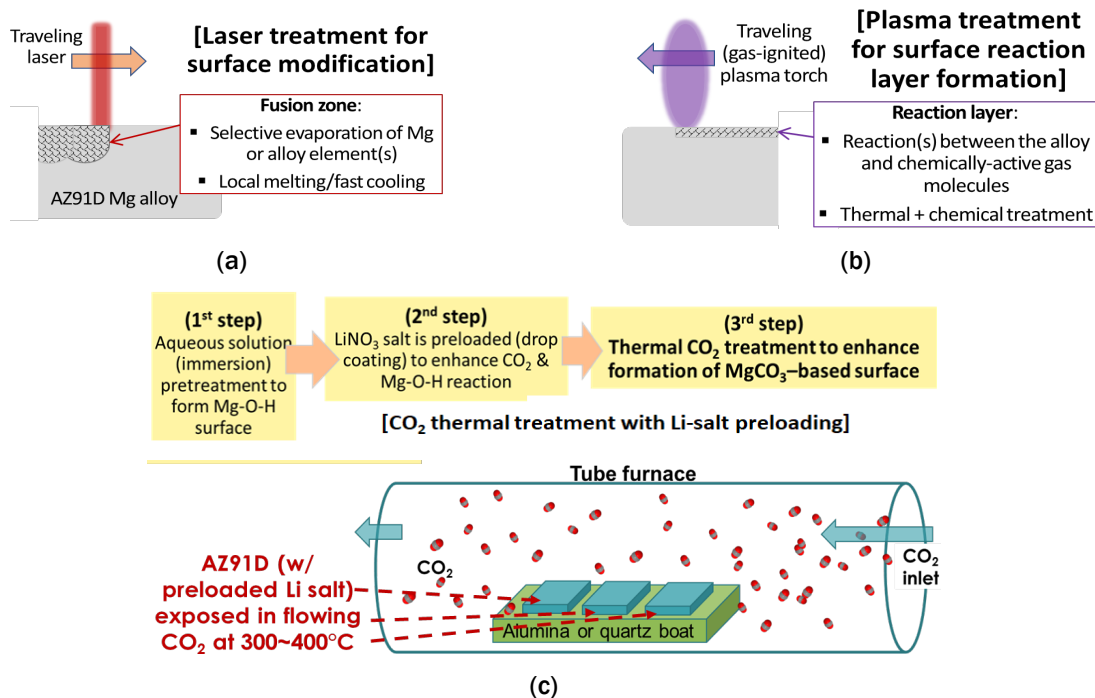 Traveling
laser
[Laser treatment for
surface modification]
Fusion zone:
▪ Selective evaporation of Mg
or alloy element(s)
▪ Local melting/fast cooling
AZ91D Mg alloy
(a)
Traveling
(gas-ignited)
plasma torch
[Plasma treatment
for surface reaction
layer formation]
Reaction layer:
▪ Reaction(s) between the alloy
and chemically-active gas
molecules
▪ Thermal + chemical treatment
(b)
(1st step)
Aqueous solution
(immersion)
pretreatment to
form Mg-O-H
surface
(2nd step)
LiNO3 salt is preloaded (drop
coating) to enhance CO2 &
Mg-O-H reaction
(3rd step)
Thermal CO2 treatment to enhance
formation of MgCO3–based surface
[CO2 thermal treatment with Li-salt preloading]
Tube furnace
AZ91D (w/
preloaded Li salt)
exposed in flowing
CO2 at 300~400°C
CO2
Alumina or quartz boat
CO2
inlet
(c)